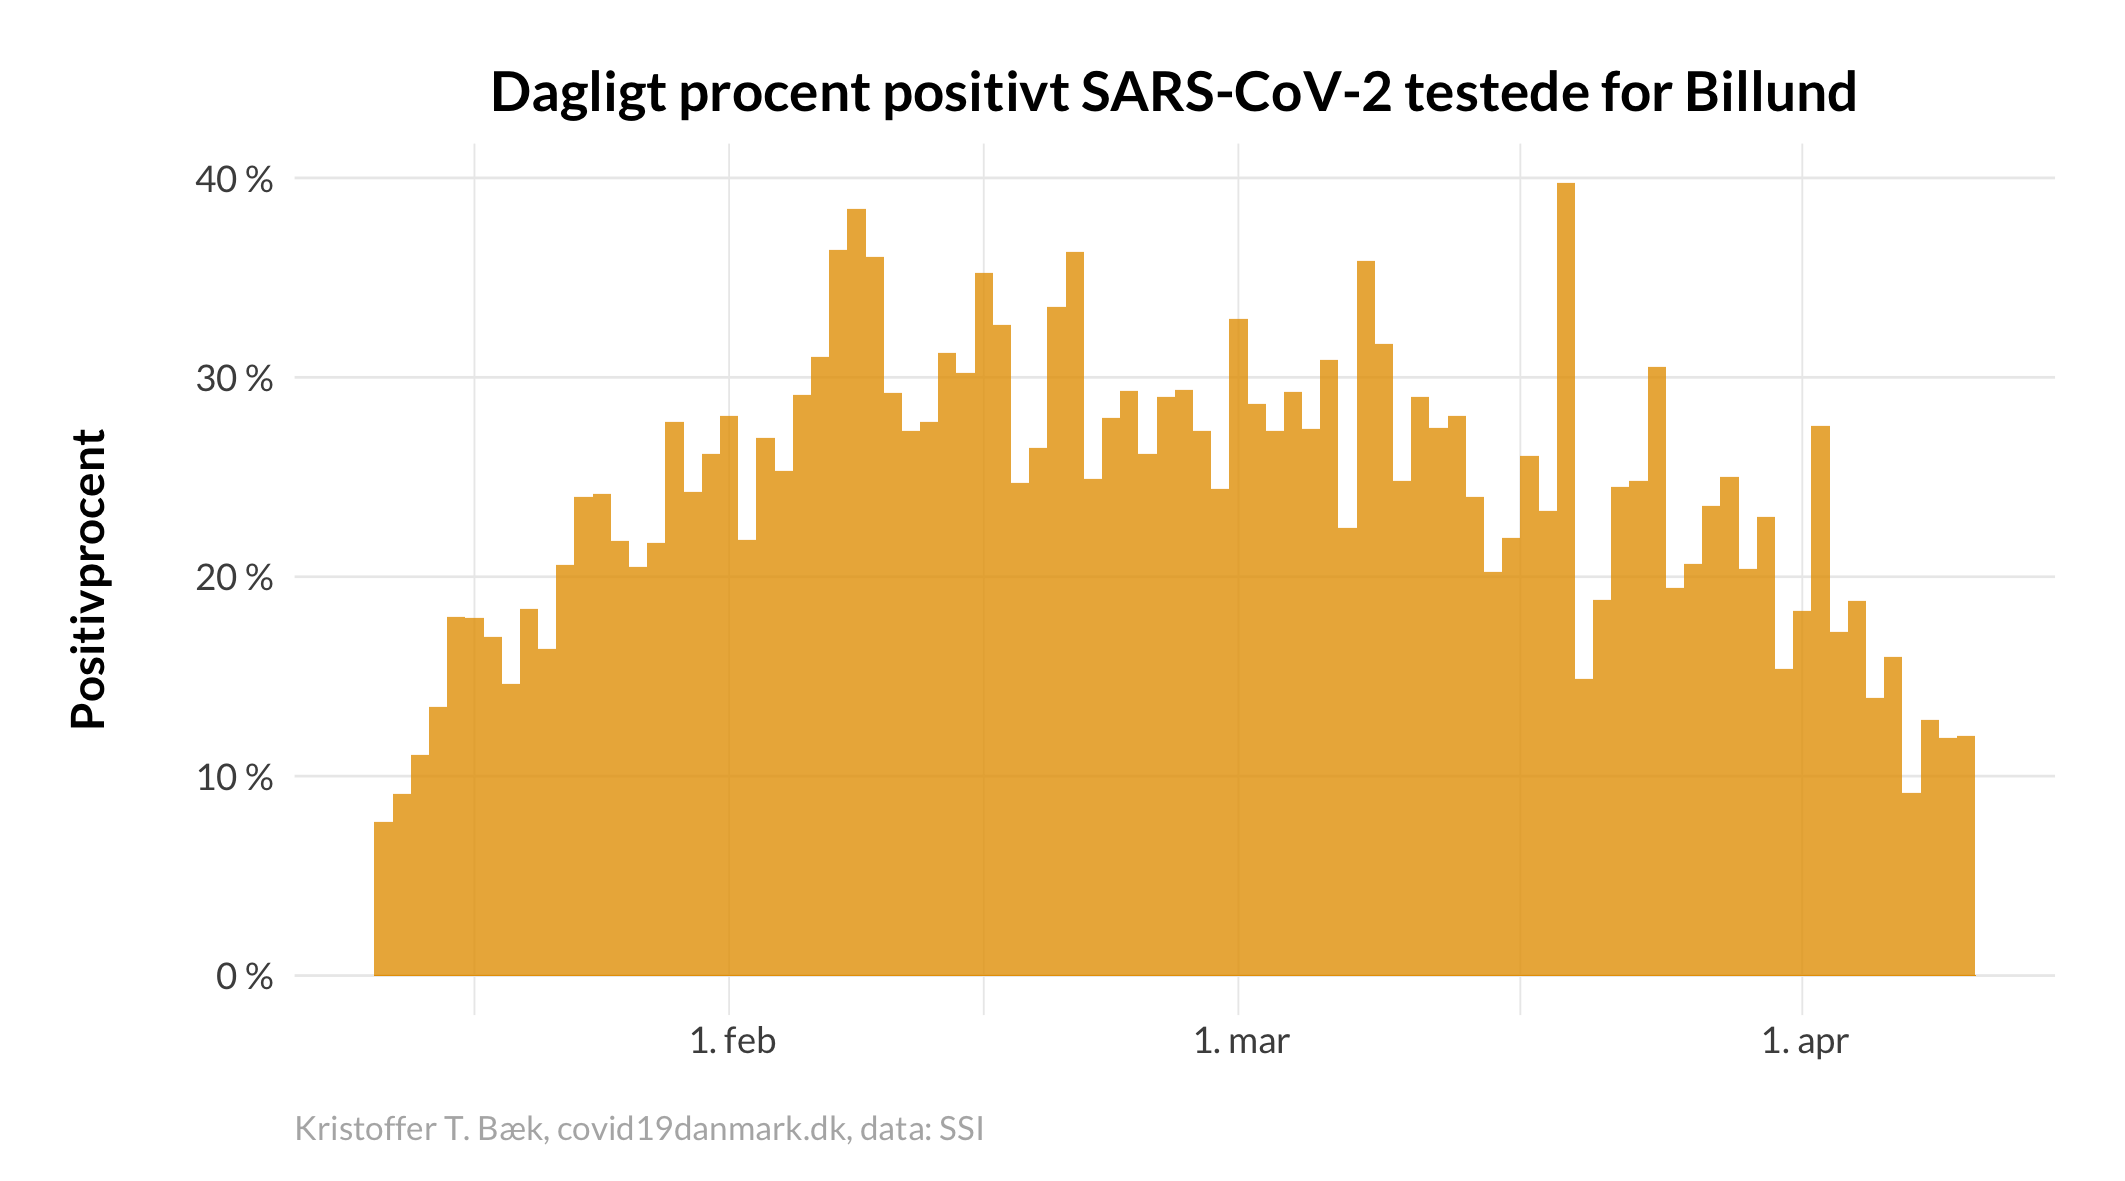 Dagligt procent positivt SARS-CoV-2 testede for Billund
Positivprocent
40 %
30 %
20 %
10 %
0 %
1. feb
1. mar
1. apr
Kristoffer T. Bæk, covid19danmark.dk, data: SSI